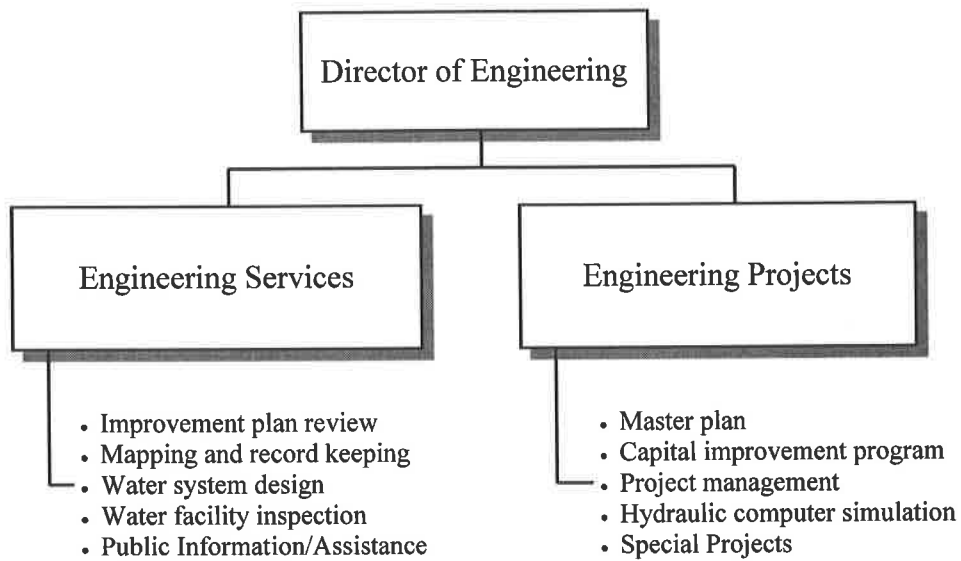 Director of Engineering
Engineering Services
• Improvement plan review
• Mapping and record keeping
• Water system design
• Water facility inspection
• Public Information/Assistance
Engineering Projects
• Master plan
• Capital improvement program
• Project management
• Hydraulic computer simulation
• Special Projects